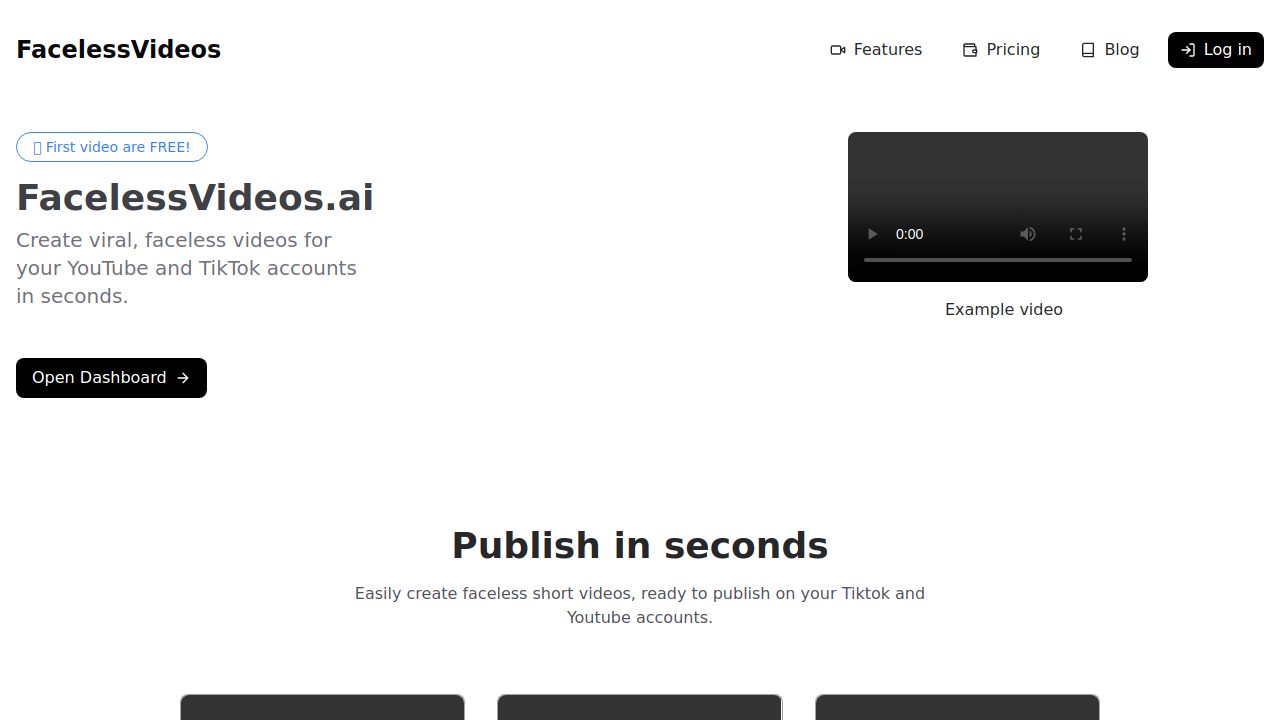 FacelessVideos
Features
Pricing
Blog
Log in
First video are FREE!
FacelessVideos.ai
Create viral, faceless videos for
your YouTube and TikTok accounts
in seconds.
0:00
Example video
Open Dashboard
Publish in seconds
Easily create faceless short videos, ready to publish on your Tiktok and
Youtube accounts.